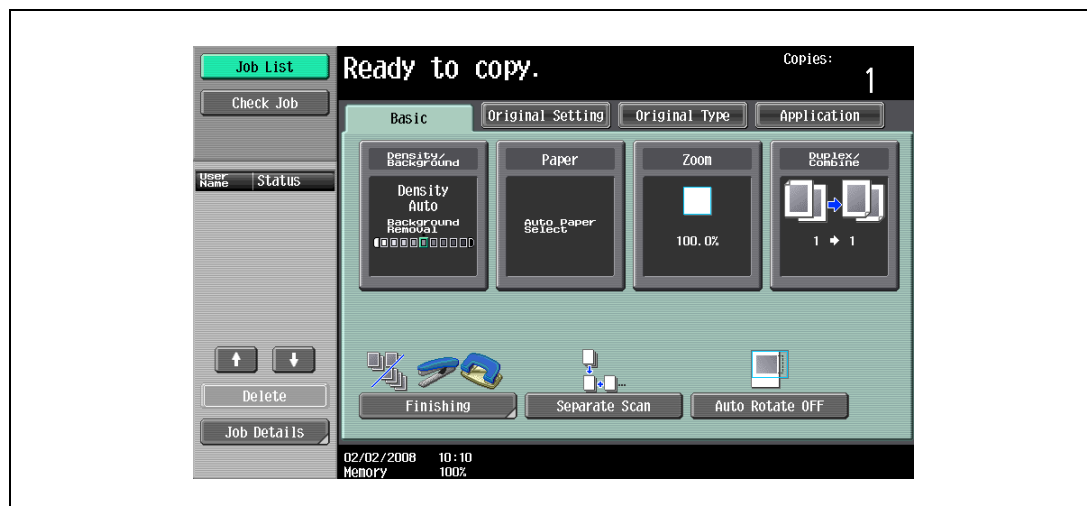 Job List
Check Job
User Name
Status
Delete
Job Details
Ready to copy.
Copies:
1
Basic
Original Setting
Original Type
Application
Density/
Background
Density
Auto
Background
Removal
Paper
Auto Paper
Select
Zoom
100.0%
Duplex/
Combine
1 → 1
Finishing
Separate Scan
Auto Rotate OFF
02/02/2008 10:10
Memory 100%